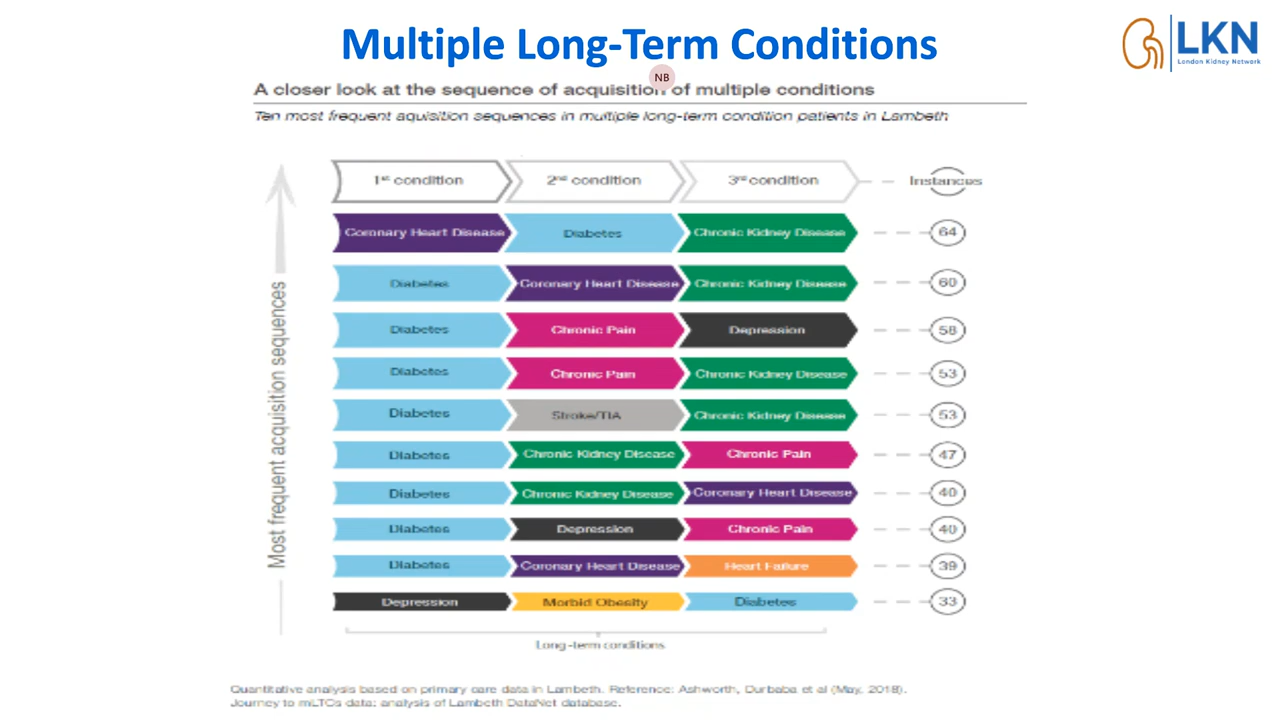 Multiple Long-Term Conditions
LKN
London Kidney Network
NB
A closer look at the sequence of acquisition of multiple conditions
Ten most frequent aquisition sequences in multiple long-term condition patients in Lambeth
1st condition 2nd condition 3rd condition Instances
Coronary Heart Disease Diabetes Chronic Kidney Disease 64
Diabetes Coronary Heart Disease Chronic Kidney Disease 60
Diabetes Chronic Pain Depression 58
Diabetes Chronic Pain Chronic Kidney Disease 53
Diabetes Stroke/TIA Chronic Kidney Disease 53
Diabetes Chronic Kidney Disease Chronic Pain 47
Diabetes Chronic Kidney Disease Coronary Heart Disease 40
Diabetes Depression Chronic Pain 40
Diabetes Coronary Heart Disease Heart Failure 39
Depression Morbid Obesity Diabetes 33
Most frequent acquisition sequences
Long-term conditions
Quantitative analysis based on primary care data in Lambeth. Reference: Ashworth, Durbaba et al (May, 2018).
Journey to mLTCs data: analysis of Lambeth DataNet database.